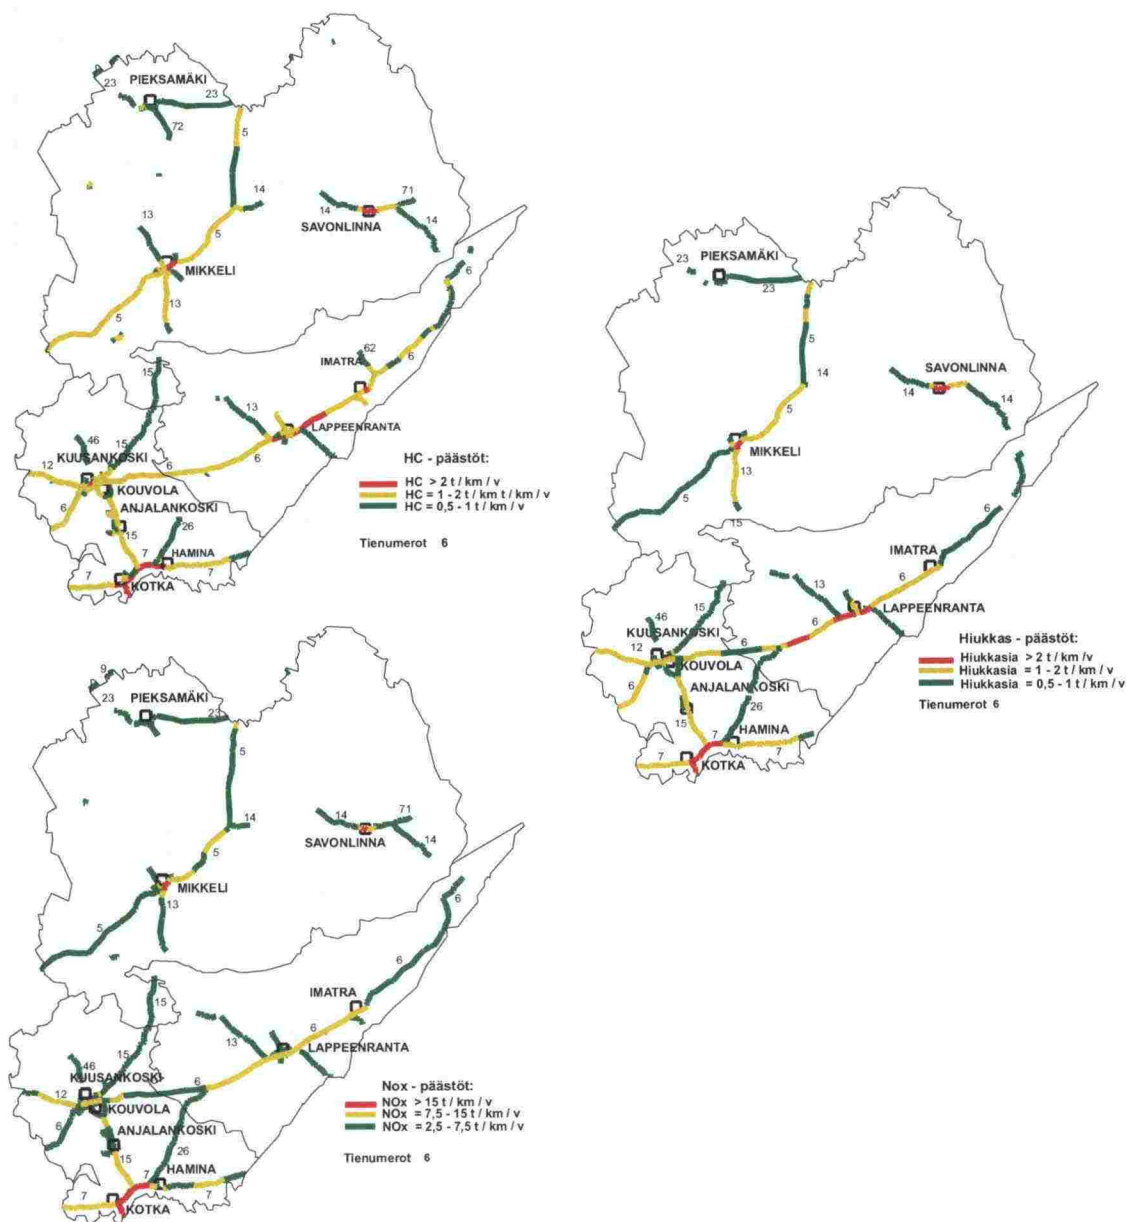 23
PIEKSAMÄKI
23
72
5
14
13
5
MIKKELI
13
5
14
71
SAVONLINNA
14
6
62
IMATRA
6
15
13
LAPPEENRANTA
46
15
KUUSANKOSKI
12
6
6
KOUVOLA
6
ANJALANKOSKI
15
26
7
HAMINA
7
7
KOTKA
HC - päästöt:
HC > 2 t / km / v
HC = 1 - 2 t / km t / km / v
HC = 0,5 - 1 t / km / v
Tienumerot 6
23
PIEKSAMÄKI
23
5
14
SAVONLINNA
14
14
5
MIKKELI
13
5
15
6
IMATRA
13
6
15
LAPPEENRANTA
46
KUUSANKOSKI
12
6
6
KOUVOLA
6
ANJALANKOSKI
15
26
7
HAMINA
7
7
KOTKA
Hiukkas - päästöt:
Hiukkasia > 2 t / km / v
Hiukkasia = 1 - 2 t / km / v
Hiukkasia = 0,5 - 1 t / km / v
Tienumerot 6
9
23
PIEKSAMÄKI
23
5
14
14
71
SAVONLINNA
14
5
MIKKELI
13
5
6
6
IMATRA
15
6
13
LAPPEENRANTA
15
46
KUUSANKOSKI
6
12
KOUVOLA
6
ANJALANKOSKI
15
26
7
HAMINA
7
7
KOTKA
Nox - päästöt:
NOx > 15 t / km / v
NOx = 7,5 - 15 t / km / v
NOx = 2,5 - 7,5 t / km / v
Tienumerot 6